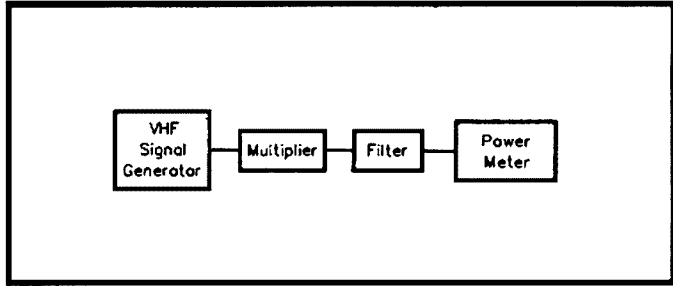 VHF
Signal
Generator
Multiplier
Filter
Power
Meter